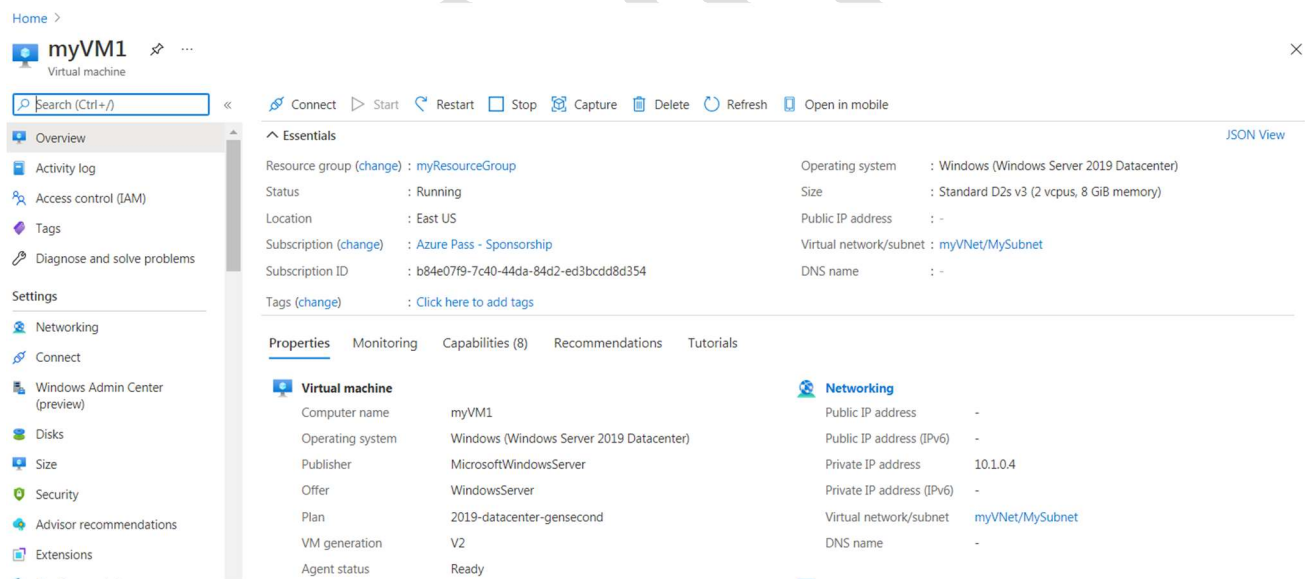 Home >
myVM1
Virtual machine
Search (Ctrl+/)
«
Connect Start Restart Stop Capture Delete Refresh Open in mobile
Overview
Activity log
Access control (IAM)
Tags
Diagnose and solve problems
Settings
Networking
Connect
Windows Admin Center
(preview)
Disks
Size
Security
Advisor recommendations
Extensions
Essentials
JSON View
Resource group (change) : myResourceGroup
Status : Running
Location : East US
Subscription (change) : Azure Pass - Sponsorship
Subscription ID : b84e07f9-7c40-44da-84d2-ed3bcdd8d354
Tags (change) : Click here to add tags
Operating system : Windows (Windows Server 2019 Datacenter)
Size : Standard D2s v3 (2 vcpus, 8 GiB memory)
Public IP address : -
Virtual network/subnet : myVNet/MySubnet
DNS name : -
Properties Monitoring Capabilities (8) Recommendations Tutorials
Virtual machine
Computer name myVM1
Operating system Windows (Windows Server 2019 Datacenter)
Publisher MicrosoftWindowsServer
Offer WindowsServer
Plan 2019-datacenter-gensecond
VM generation V2
Agent status Ready
Networking
Public IP address -
Public IP address (IPv6) -
Private IP address 10.1.0.4
Private IP address (IPv6) -
Virtual network/subnet myVNet/MySubnet
DNS name -